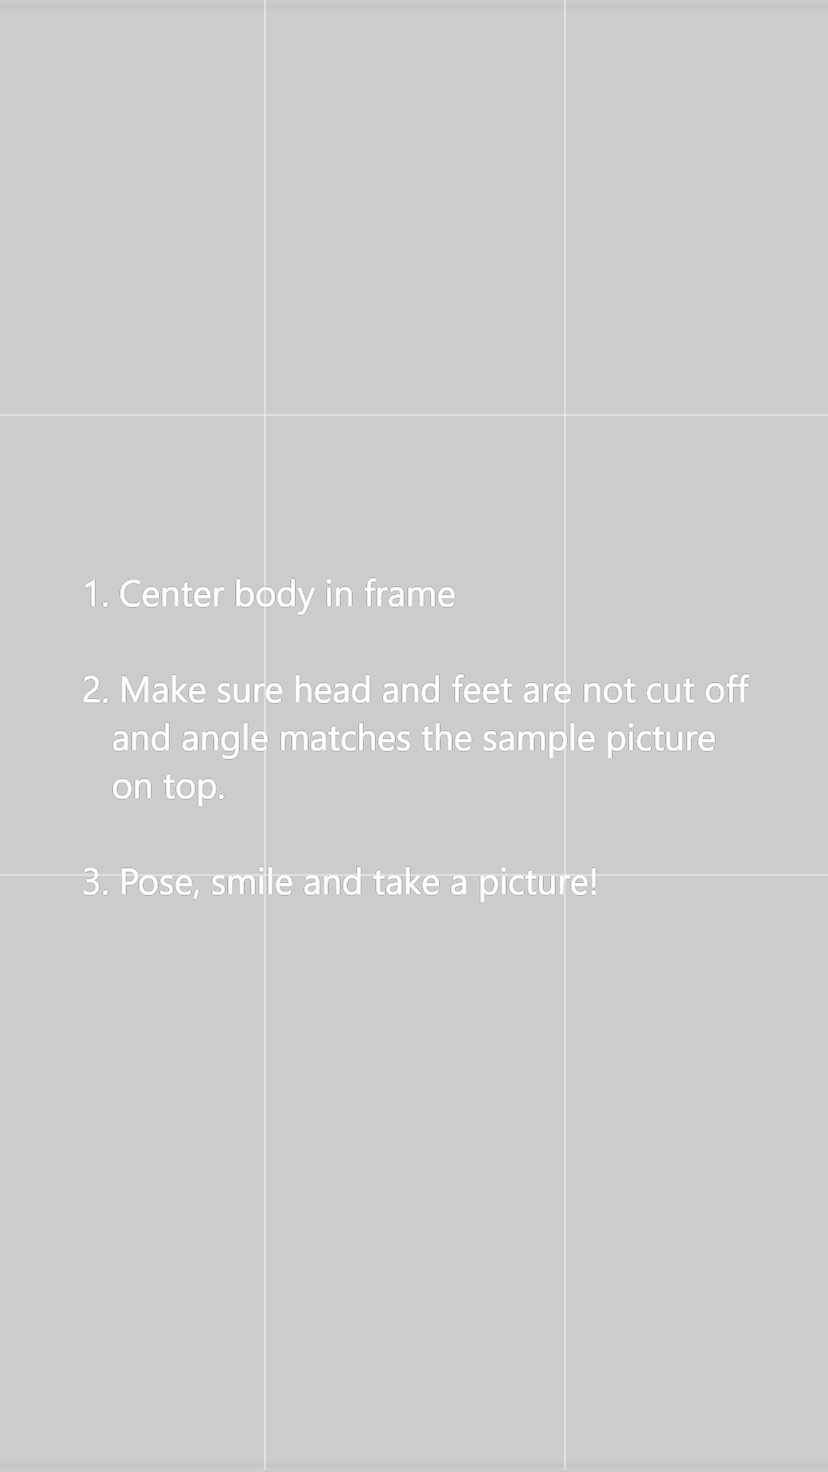 1. Center body in frame
2. Make sure head and feet are not cut off
and angle matches the sample picture
on top.
3. Pose, smile and take a picture!